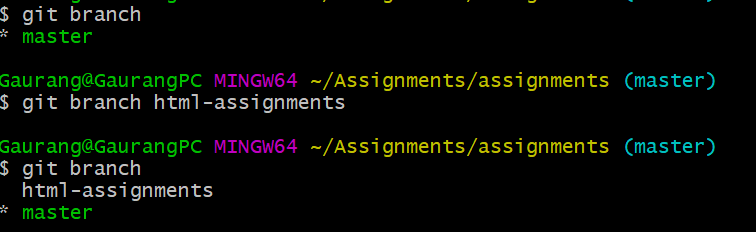 $ git branch
* master
Gaurang@GaurangPC MINGW64 ~/Assignments/assignments (master)
$ git branch html-assignments
Gaurang@GaurangPC MINGW64 ~/Assignments/assignments (master)
$ git branch
  html-assignments
* master